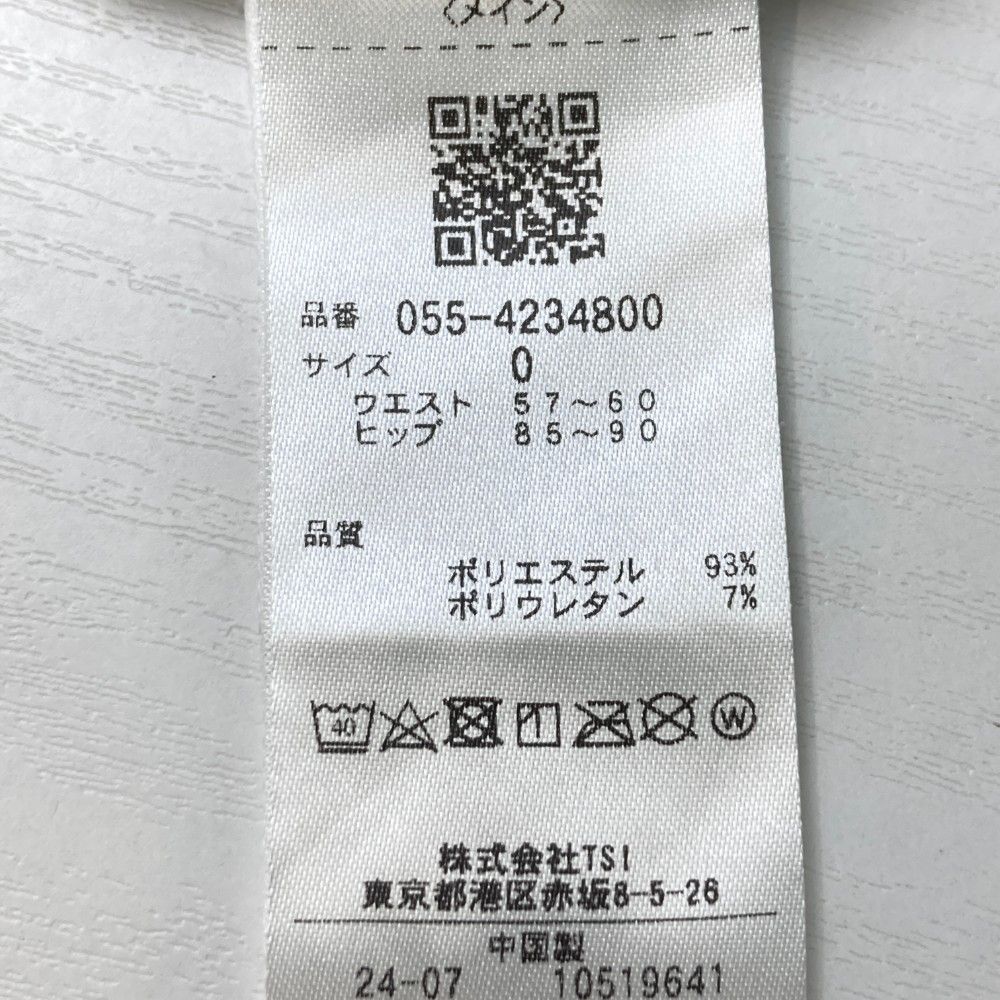 〈メイン〉
品番 055-4234800
サイズ 0
ウエスト 57～60
ヒップ 85～90
品質
ポリエステル 93%
ポリウレタン 7%
40 W
株式会社TSI
東京都港区赤坂8-5-26
中国製
24-07 10519641